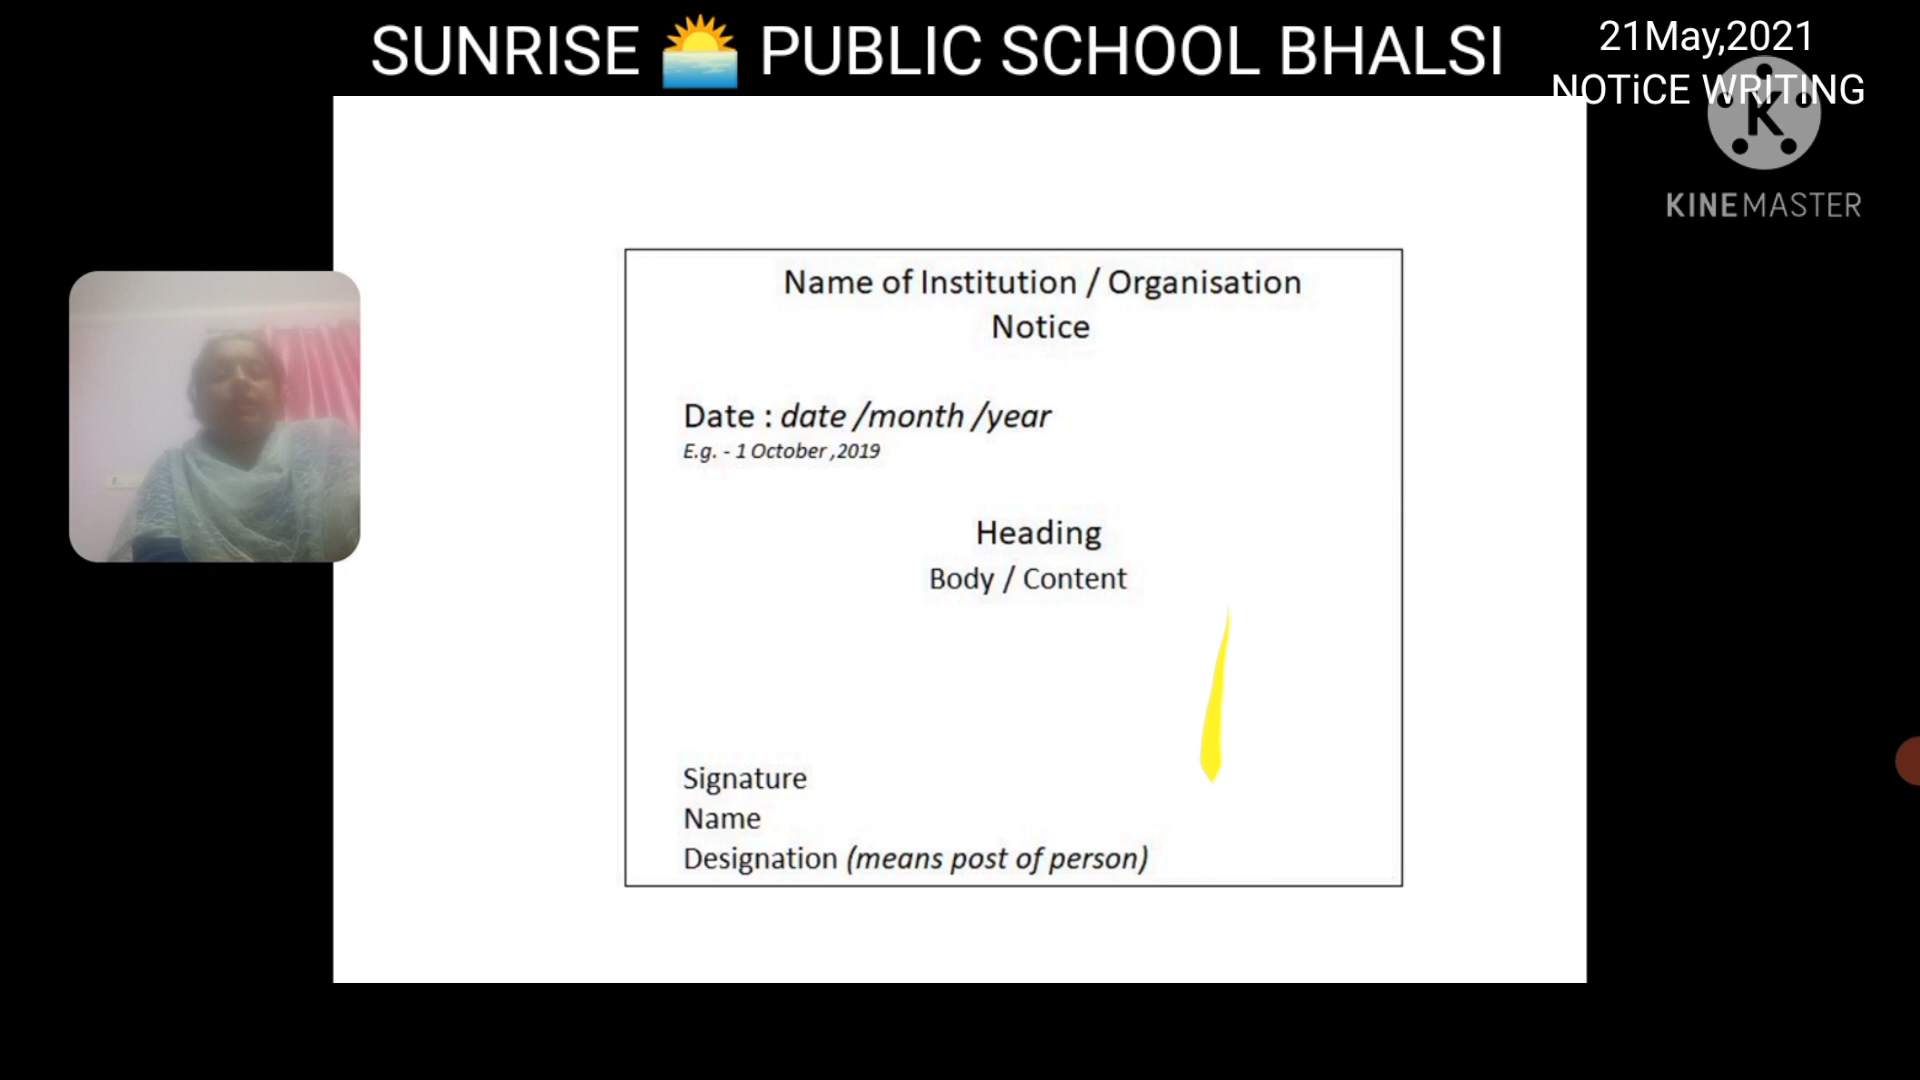 SUNRISE 🌅 PUBLIC SCHOOL BHALSI
21May,2021
NOTiCE WRITING
K
KINEMASTER
Name of Institution / Organisation
Notice
Date : date /month /year
E.g. - 1 October ,2019
Heading
Body / Content
Signature
Name
Designation (means post of person)